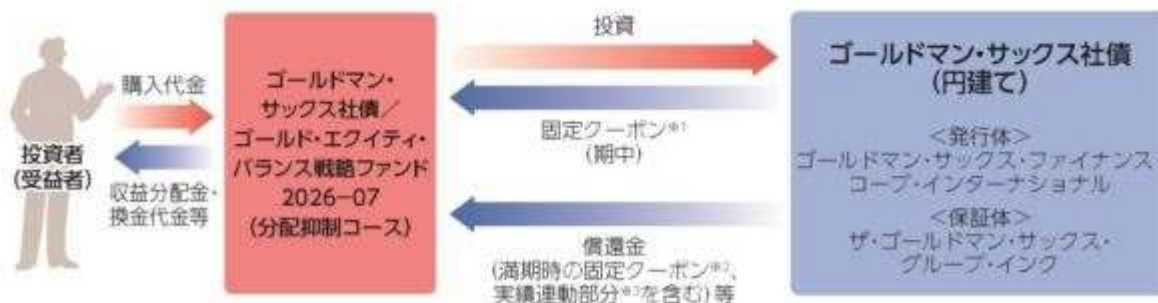 購入代金
投資者
(受益者)
収益分配金・
換金代金等
ゴールドマン・
サックス社債/
ゴールド・エクイティ・
バランス戦略ファンド
2026-07
(分配抑制コース)
投資
固定クーポン※1
(期中)
償還金
(満期時の固定クーポン※2、
実績連動部分※3を含む)等
ゴールドマン・サックス社債
(円建て)
<発行体>
ゴールドマン・サックス・ファイナンス・
コープ・インターナショナル
<保証体>
ザ・ゴールドマン・サックス・
グループ・インク